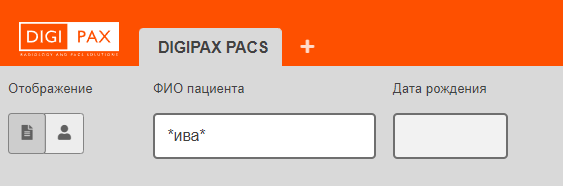 DIGI PAX
RADIOLOGY AND PACS SOLUTIONS
DIGIPAX PACS +
Отображение ФИО пациента Дата рождения
*ива*